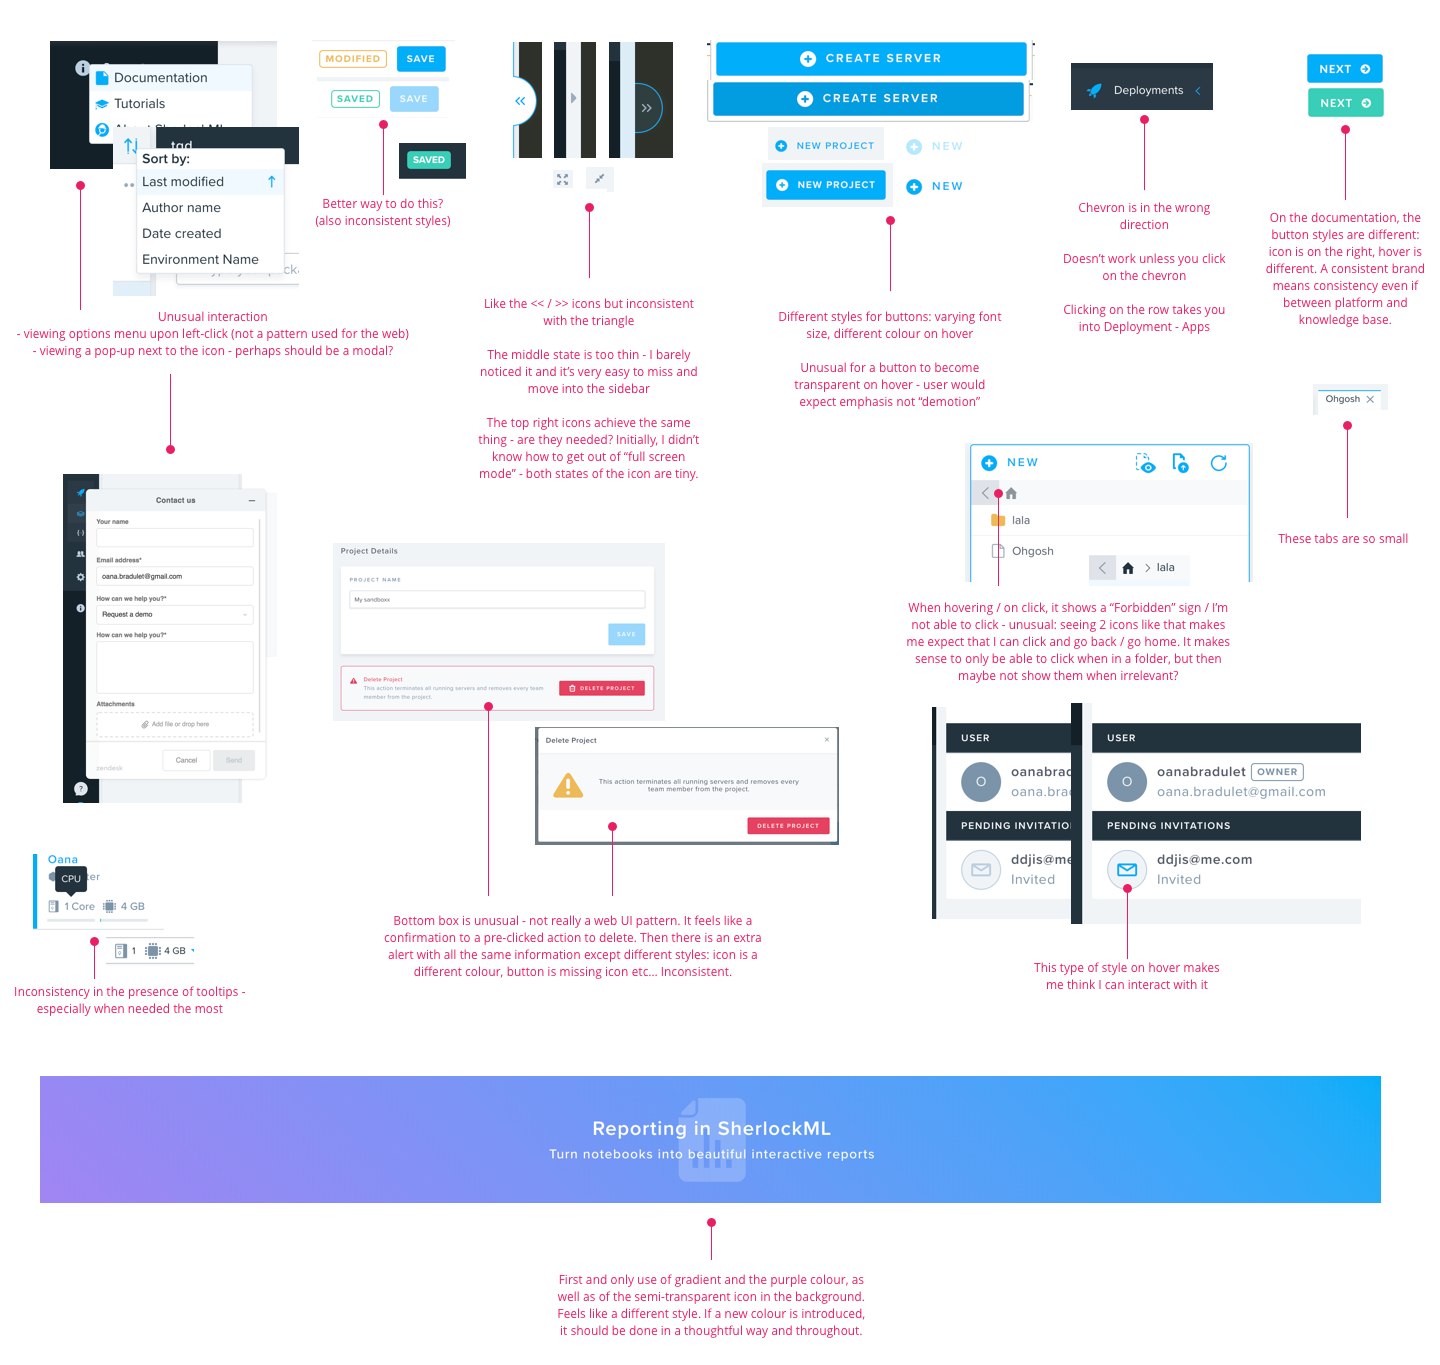 Documentation
Tutorials
Sort by:
Last modified
Author name
Date created
Environment Name
Unusual interaction
- viewing options menu upon left-click (not a pattern used for the web)
- viewing a pop-up next to the icon - perhaps should be a modal?
MODIFIED SAVE
SAVED SAVE
SAVED
Better way to do this?
(also inconsistent styles)
Like the << / >> icons but inconsistent
with the triangle
The middle state is too thin - I barely
noticed it and it's very easy to miss and
move into the sidebar
The top right icons achieve the same
thing - are they needed? Initially, I didn't
know how to get out of "full screen
mode" - both states of the icon are tiny.
CREATE SERVER
CREATE SERVER
NEW PROJECT NEW
NEW PROJECT NEW
Different styles for buttons: varying font
size, different colour on hover
Unusual for a button to become
transparent on hover - user would
expect emphasis not "demotion"
Deployments
Chevron is in the wrong
direction
Doesn't work unless you click
on the chevron
Clicking on the row takes you
into Deployment - Apps
NEXT
NEXT
On the documentation, the
button styles are different:
icon is on the right, hover is
different. A consistent brand
means consistency even if
between platform and
knowledge base.
Ohgosh
These tabs are so small
Contact us
Your name
Email address*
oana.bradulet@gmail.com
How can we help you?*
Request a demo
How can we help you?*
Attachments
Add file or drop here
Cancel Send
zendesk
Project Details
PROJECT NAME
My sandboxx
SAVE
Delete Project
This action terminates all running servers and removes every team
member from the project.
DELETE PROJECT
Delete Project
This action terminates all running servers and removes every
team member from the project.
DELETE PROJECT
Bottom box is unusual - not really a web UI pattern. It feels like a
confirmation to a pre-clicked action to delete. Then there is an extra
alert with all the same information except different styles: icon is a
different colour, button is missing icon etc... Inconsistent.
NEW
lala
Ohgosh
lala
When hovering / on click, it shows a "Forbidden" sign / I'm
not able to click - unusual: seeing 2 icons like that makes
me expect that I can click and go back / go home. It makes
sense to only be able to click when in a folder, but then
maybe not show them when irrelevant?
USER
O
oanabrad
oana.brad
PENDING INVITATIO
ddjis@me
Invited
USER
O
oanabradulet OWNER
oana.bradulet@gmail.com
PENDING INVITATIONS
ddjis@me.com
Invited
This type of style on hover makes
me think I can interact with it
Oana
CPU
1 Core 4 GB
1 4 GB
Inconsistency in the presence of tooltips -
especially when needed the most
Reporting in SherlockML
Turn notebooks into beautiful interactive reports
First and only use of gradient and the purple colour, as
well as of the semi-transparent icon in the background.
Feels like a different style. If a new colour is introduced,
it should be done in a thoughtful way and throughout.